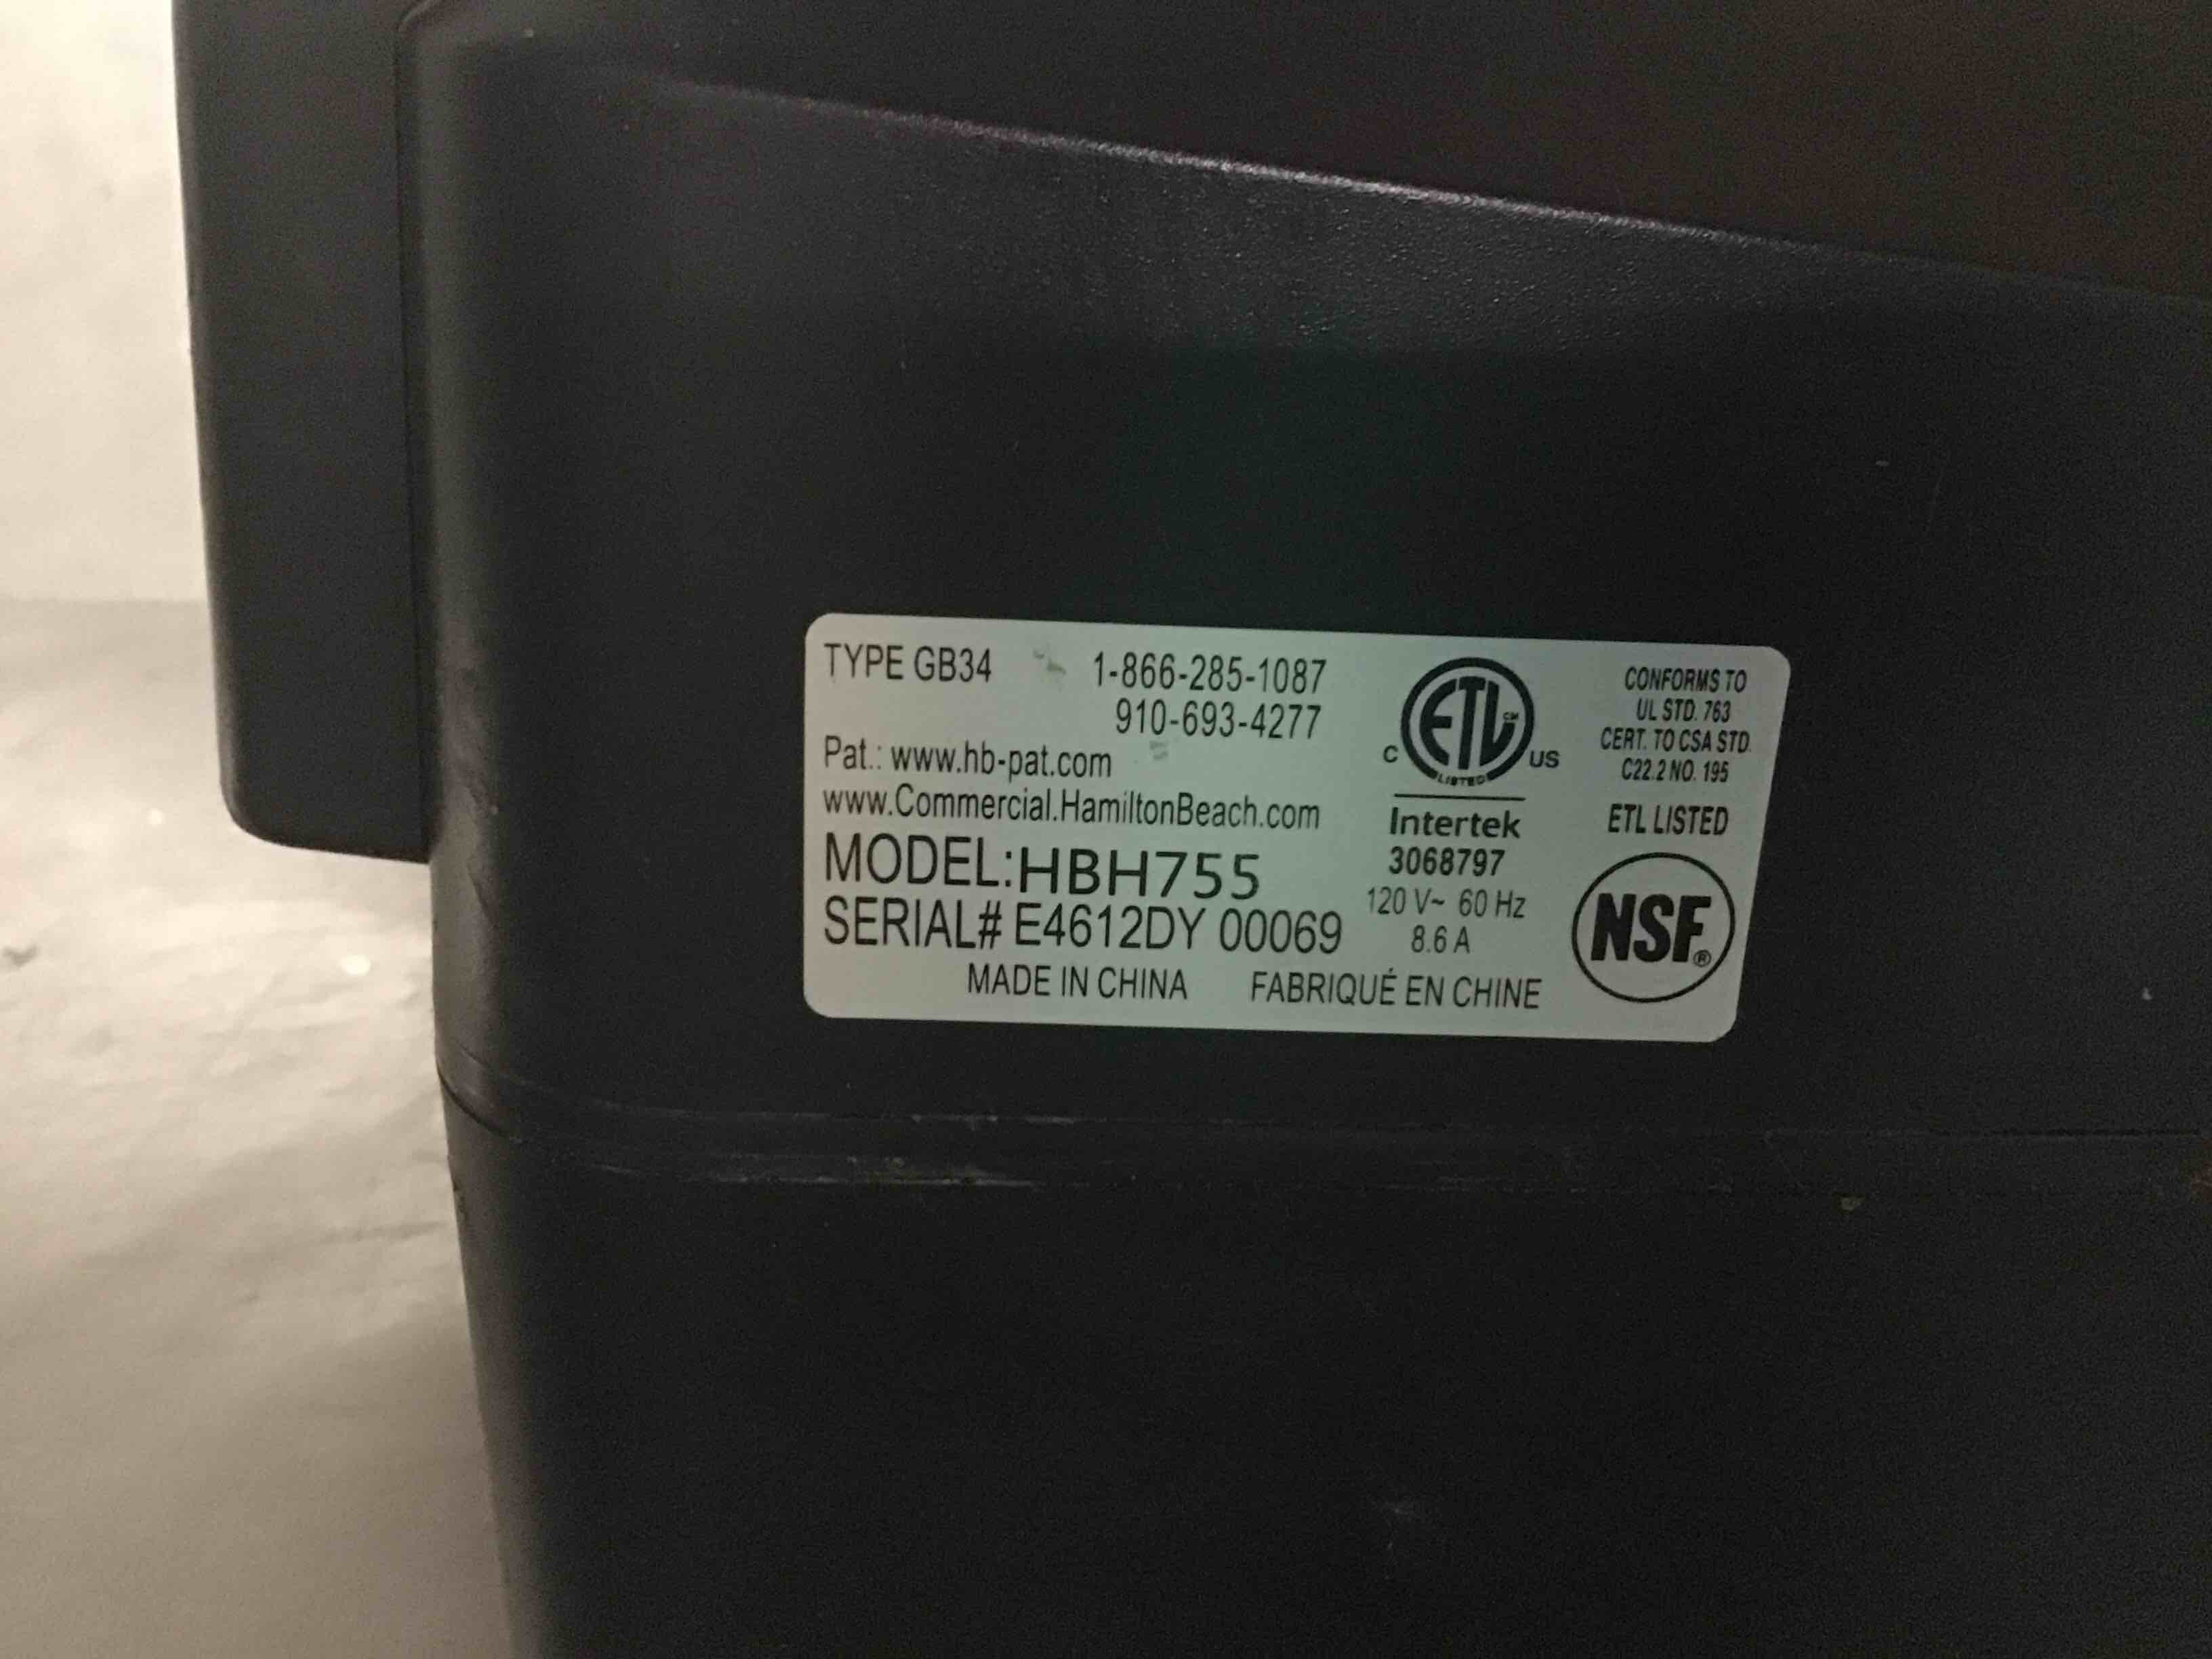 TYPE GB34
1-866-285-1087
910-693-4277
Pat.: www.hb-pat.com
www.Commercial.HamiltonBeach.com
MODEL:HBH755
SERIAL# E4612DY 00069
MADE IN CHINA FABRIQUÉ EN CHINE
ETL CM
LISTED
C US
Intertek
3068797
120 V~ 60 Hz
8.6 A
CONFORMS TO
UL STD. 763
CERT. TO CSA STD.
C22.2 NO. 195
ETL LISTED
NSF®